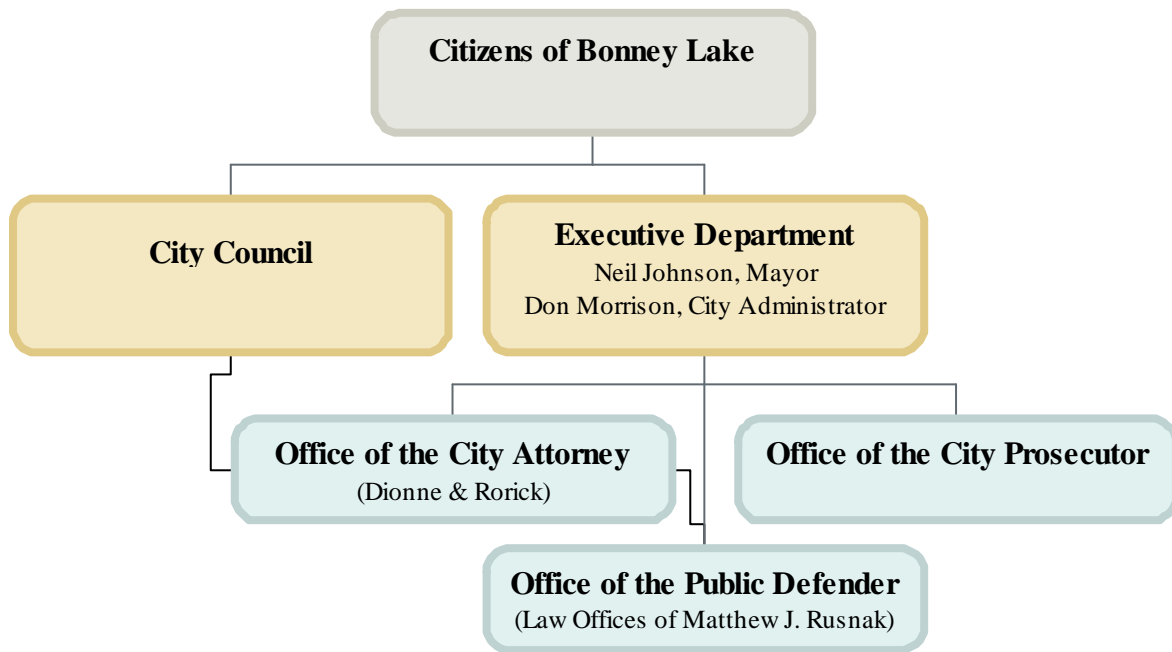 Citizens of Bonney Lake
City Council
Executive Department
Neil Johnson, Mayor
Don Morrison, City Administrator
Office of the City Attorney
(Dionne & Rorick)
Office of the City Prosecutor
Office of the Public Defender
(Law Offices of Matthew J. Rusnak)